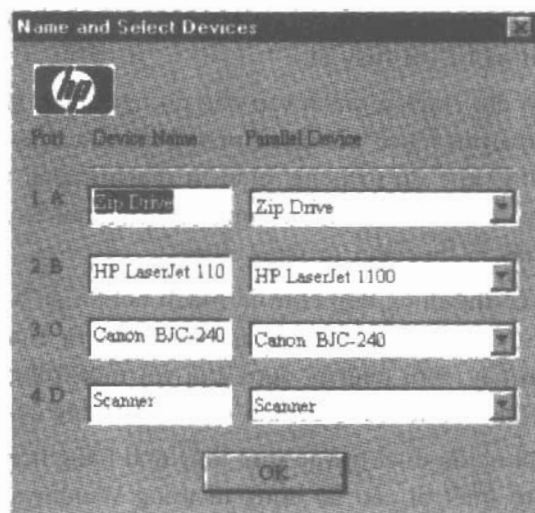 Name and Select Devices
hp
Port Device Name Parallel Device
1. A Zip Drive Zip Drive
2. B HP LaserJet 110 HP LaserJet 1100
3. C Canon BJC-240 Canon BJC-240
4. D Scanner Scanner
OK